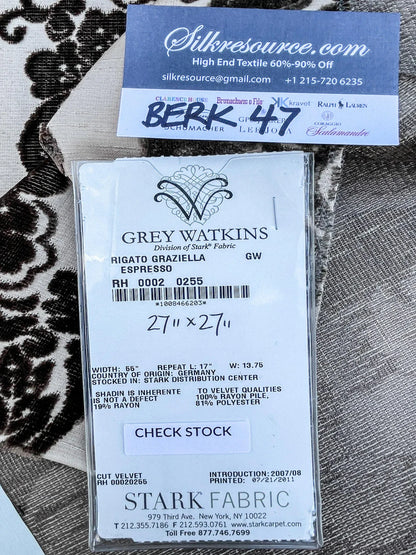 Silkresource.com
High End Textile 60%-90% Off
silkresource@gmail.com +1 215-720 6235
Brunschwig & Fils kravet RALPH LAUREN
BERK 47
SCHUMACHER Scalamandre
GREY WATKINS
Division of Stark® Fabric
RIGATO GRAZIELLA GW
ESPRESSO
RH 0002 0255
*1008466203*
27" x 27"
WIDTH: 55" REPEAT L: 17" W: 13.75
COUNTRY OF ORIGIN: GERMANY
STOCKED IN: STARK DISTRIBUTION CENTER
SHADIN IS INHERENTE TO VELVET QUALITIES
IS NOT A DEFECT 100% RAYON PILE,
19% RAYON 81% POLYESTER
CHECK STOCK
CUT VELVET INTRODUCTION: 2007/08
RH 00020255 PRINTED: 07/21/2011
STARK FABRIC
979 Third Ave. New York, NY 10022
T 212.355.7186 F 212.593.0761 www.starkcarpet.com
Toll Free 877.746.7699